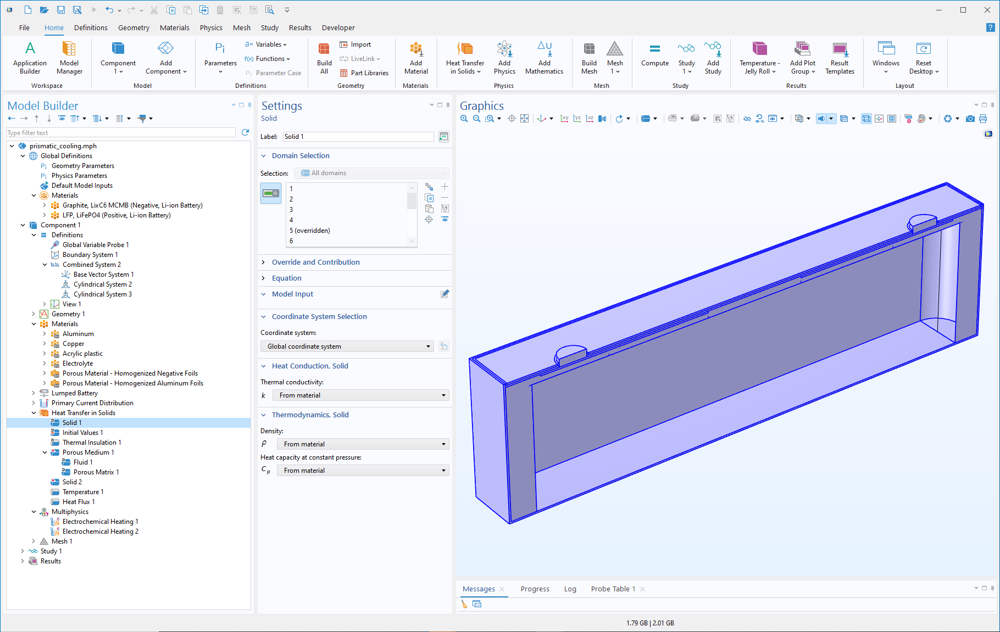 File Home Definitions Geometry Materials Physics Mesh Study Results Developer
Application Builder
Model Manager
Workspace
Component 1
Add Component
Model
Pi
Parameters
a= Variables
f(x) Functions
Pi Parameter Case
Definitions
Build All
Import
LiveLink
Part Libraries
Geometry
Add Material
Materials
Heat Transfer in Solids
Add Physics
Add Mathematics
Physics
Build Mesh
Mesh 1
Mesh
Compute
Study 1
Add Study
Study
Temperature - Jelly Roll
Add Plot Group
Result Templates
Results
Windows
Reset Desktop
Layout
Model Builder
Type filter text
prismatic_cooling.mph
Global Definitions
Pi Geometry Parameters
Pi Physics Parameters
Default Model Inputs
Materials
Graphite, LixC6 MCMB (Negative, Li-ion Battery)
LFP, LiFePO4 (Positive, Li-ion Battery)
Component 1
Definitions
Global Variable Probe 1
Boundary System 1
Combined System 2
Base Vector System 1
Cylindrical System 2
Cylindrical System 3
View 1
Geometry 1
Materials
Aluminum
Copper
Acrylic plastic
Electrolyte
Porous Material - Homogenized Negative Foils
Porous Material - Homogenized Aluminum Foils
Lumped Battery
Primary Current Distribution
Heat Transfer in Solids
Solid 1
Initial Values 1
Thermal Insulation 1
Porous Medium 1
Fluid 1
Porous Matrix 1
Solid 2
Temperature 1
Heat Flux 1
Multiphysics
Electrochemical Heating 1
Electrochemical Heating 2
Mesh 1
Study 1
Results
Settings
Solid
Label: Solid 1
Domain Selection
Selection: All domains
1
2
3
4
5 (overridden)
6
Override and Contribution
Equation
Model Input
Coordinate System Selection
Coordinate system:
Global coordinate system
Heat Conduction, Solid
Thermal conductivity:
k From material
Thermodynamics, Solid
Density:
ρ From material
Heat capacity at constant pressure:
Cp From material
Graphics
xy yz xz
Messages Progress Log Probe Table 1
1.79 GB | 2.01 GB